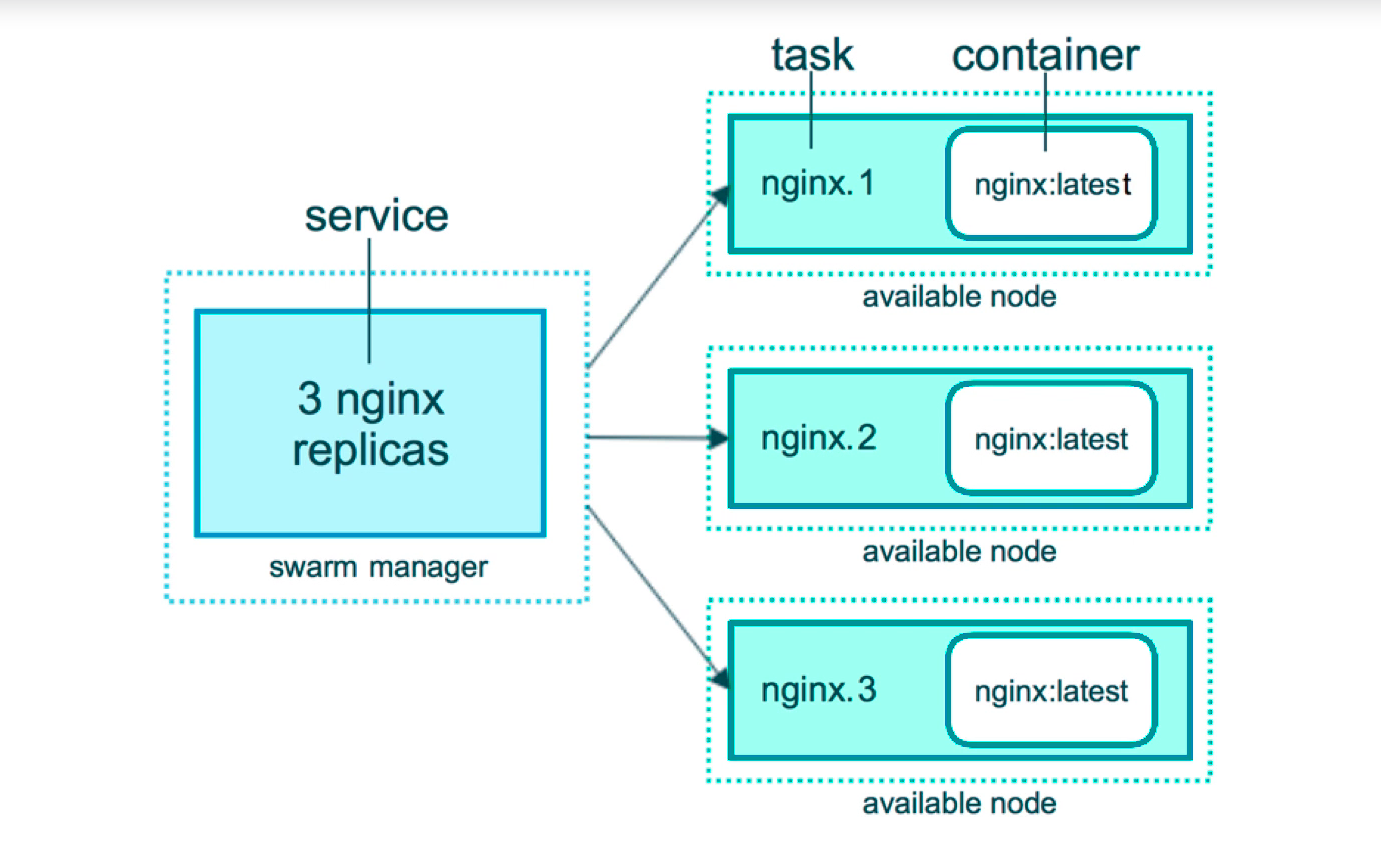 task
container
nginx.1
nginx:latest
available node
service
3 nginx
replicas
swarm manager
nginx.2
nginx:latest
available node
nginx.3
nginx:latest
available node